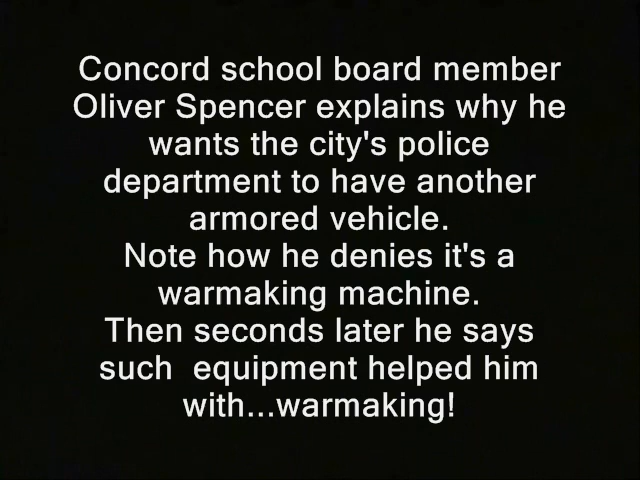 Concord school board member
Oliver Spencer explains why he
wants the city's police
department to have another
armored vehicle.
Note how he denies it's a
warmaking machine.
Then seconds later he says
such  equipment helped him
with...warmaking!